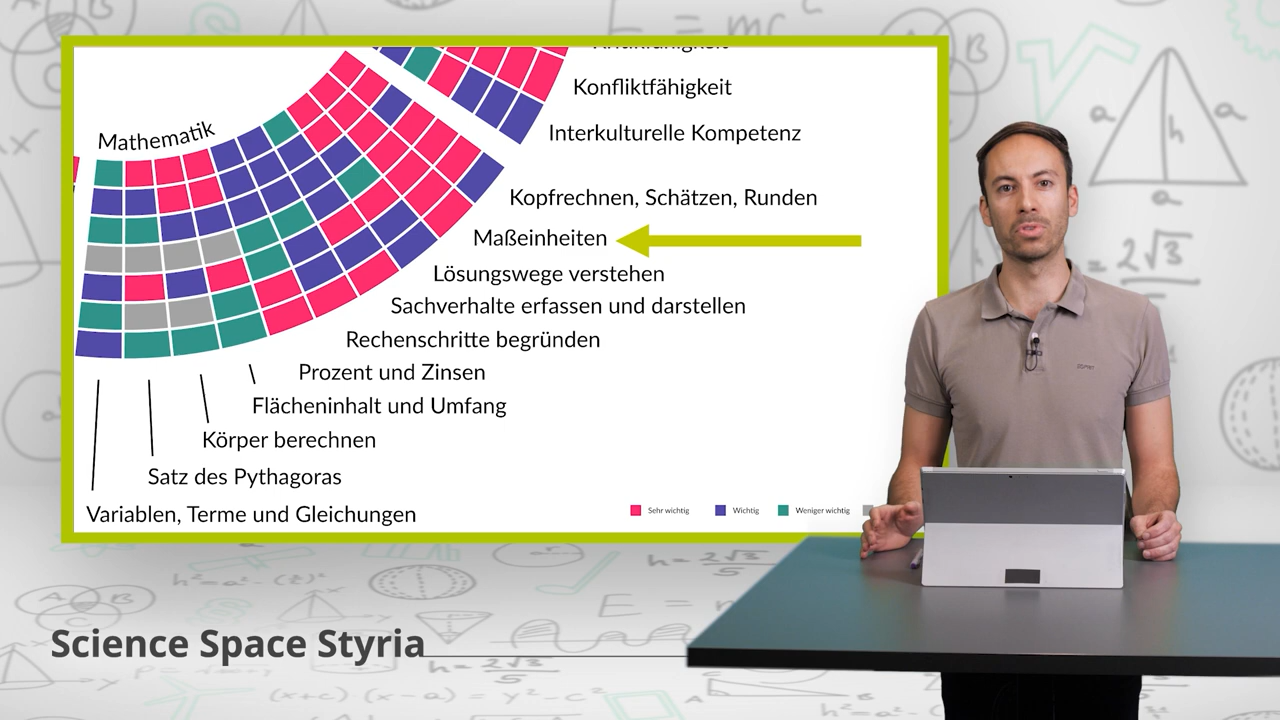 Konfliktfähigkeit
Interkulturelle Kompetenz
Mathematik
Kopfrechnen, Schätzen, Runden
Maßeinheiten
Lösungswege verstehen
Sachverhalte erfassen und darstellen
Rechenschritte begründen
Prozent und Zinsen
Flächeninhalt und Umfang
Körper berechnen
Satz des Pythagoras
Variablen, Terme und Gleichungen
Sehr wichtig
Wichtig
Weniger wichtig
Science Space Styria